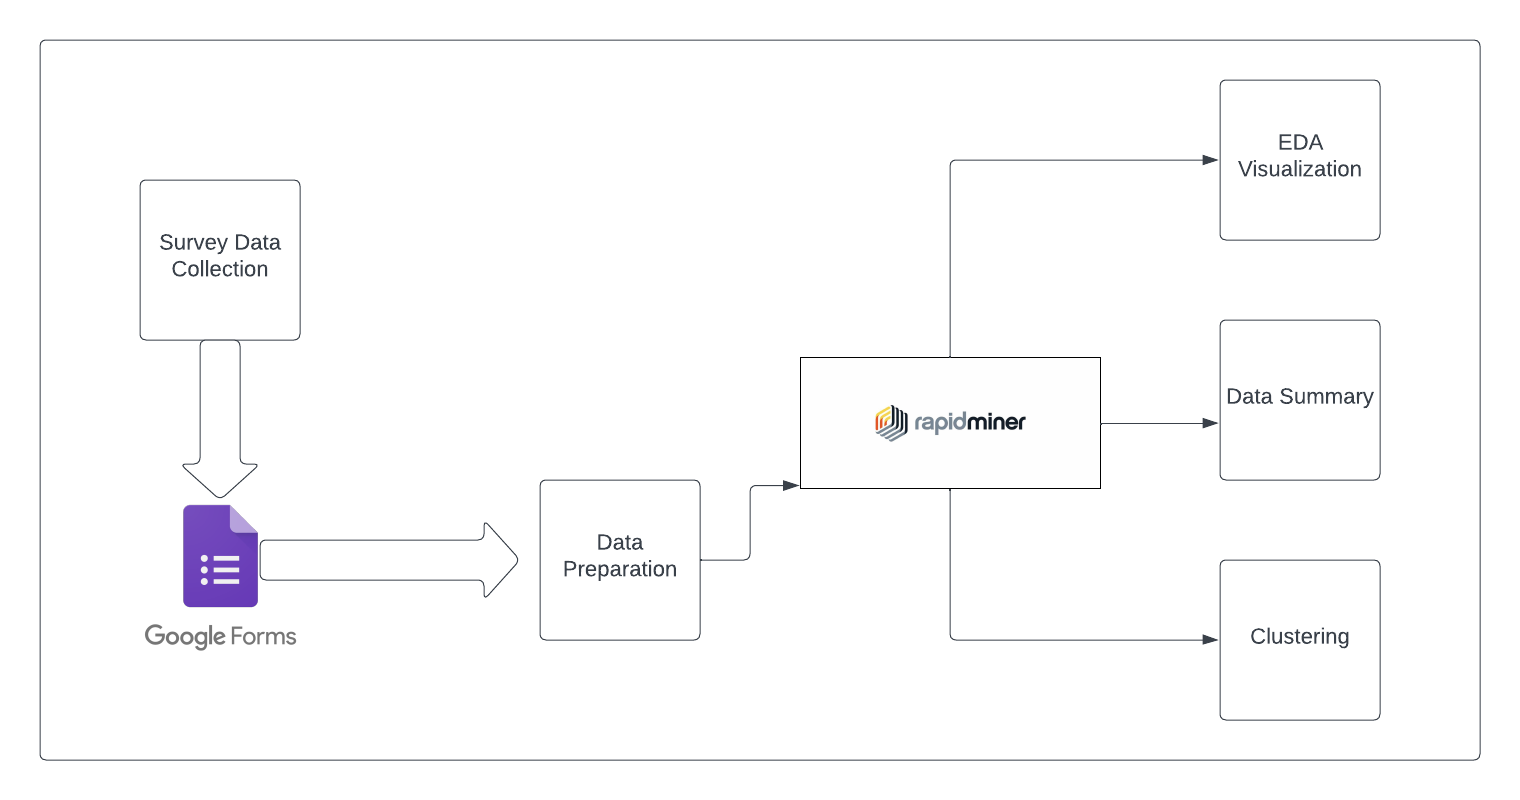 Survey Data
Collection
Google Forms
Data
Preparation
rapidminer
EDA
Visualization
Data Summary
Clustering